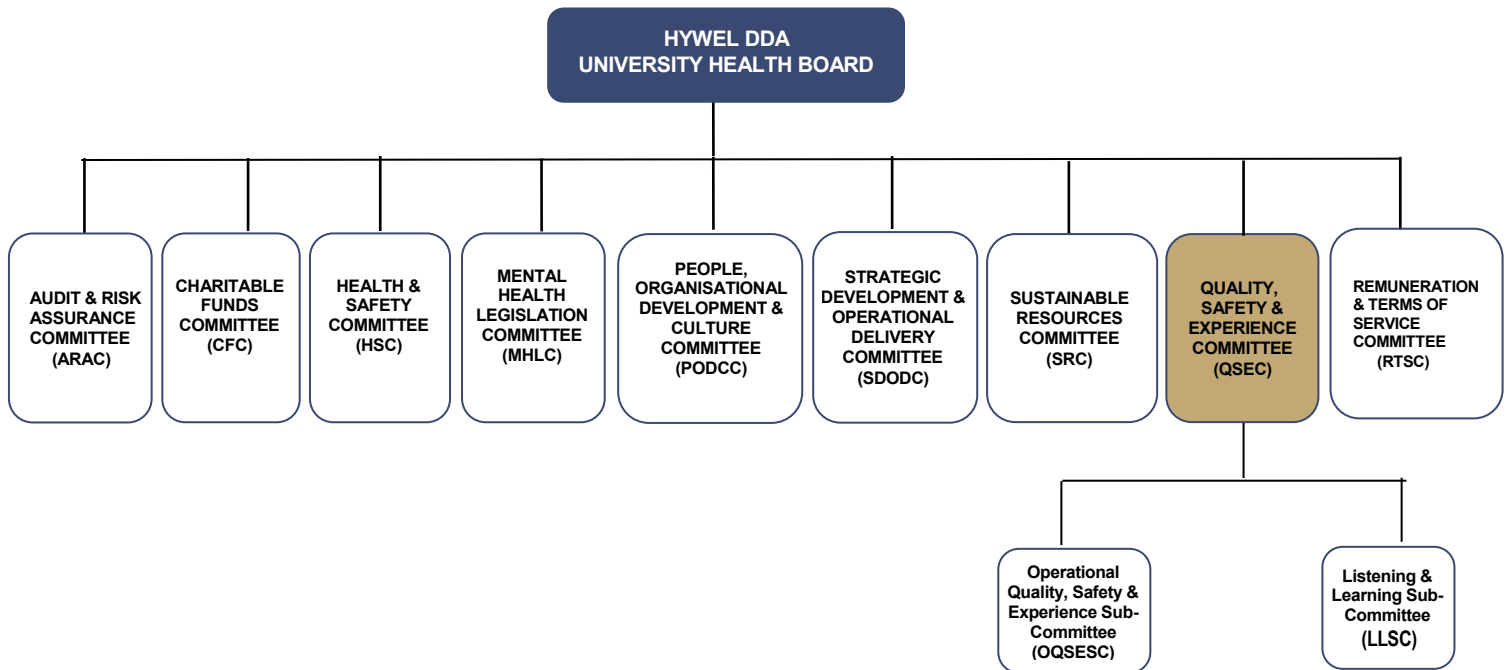 HYWEL DDA
UNIVERSITY HEALTH BOARD
AUDIT & RISK
ASSURANCE
COMMITTEE
(ARAC)
CHARITABLE
FUNDS
COMMITTEE
(CFC)
HEALTH &
SAFETY
COMMITTEE
(HSC)
MENTAL
HEALTH
LEGISLATION
COMMITTEE
(MHLC)
PEOPLE,
ORGANISATIONAL
DEVELOPMENT &
CULTURE
COMMITTEE
(PODCC)
STRATEGIC
DEVELOPMENT &
OPERATIONAL
DELIVERY
COMMITTEE
(SDODC)
SUSTAINABLE
RESOURCES
COMMITTEE
(SRC)
QUALITY,
SAFETY &
EXPERIENCE
COMMITTEE
(QSEC)
REMUNERATION
& TERMS OF
SERVICE
COMMITTEE
(RTSC)
Operational
Quality, Safety &
Experience Sub-
Committee
(OQSESC)
Listening &
Learning Sub-
Committee
(LLSC)